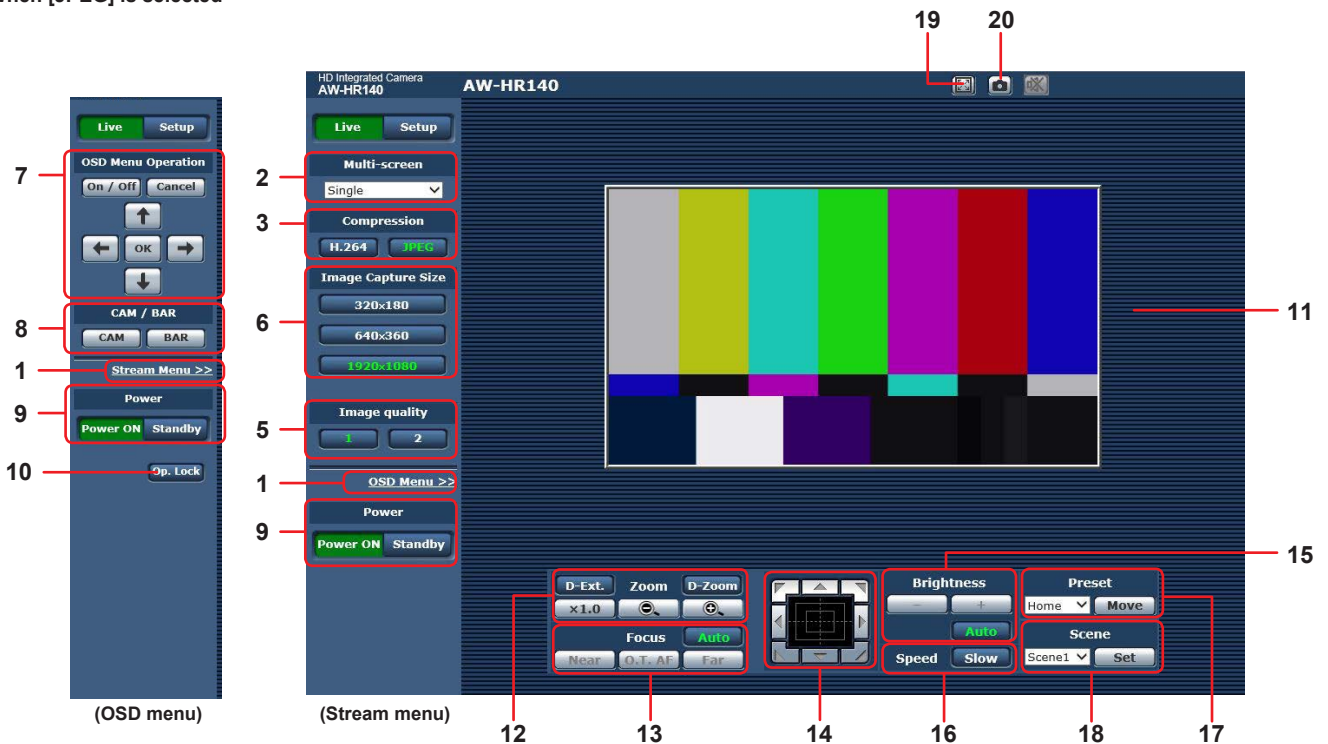 19 20
HD Integrated Camera
AW-HR140
AW-HR140
Live Setup
OSD Menu Operation
On / Off Cancel
OK
CAM / BAR
CAM BAR
Stream Menu >>
Power
Power ON Standby
Op. Lock
7
8
1
9
10
(OSD menu)
Live Setup
Multi-screen
Single
Compression
H.264 JPEG
Image Capture Size
320x180
640x360
1920x1080
Image quality
1 2
OSD Menu >>
Power
Power ON Standby
2
3
6
5
1
9
(Stream menu)
11
15
D-Ext. Zoom D-Zoom
×1.0
Focus Auto
Near O.T. AF Far
Brightness
- +
Auto
Speed Slow
Preset
Home Move
Scene
Scene1 Set
12 13 14 16 18 17